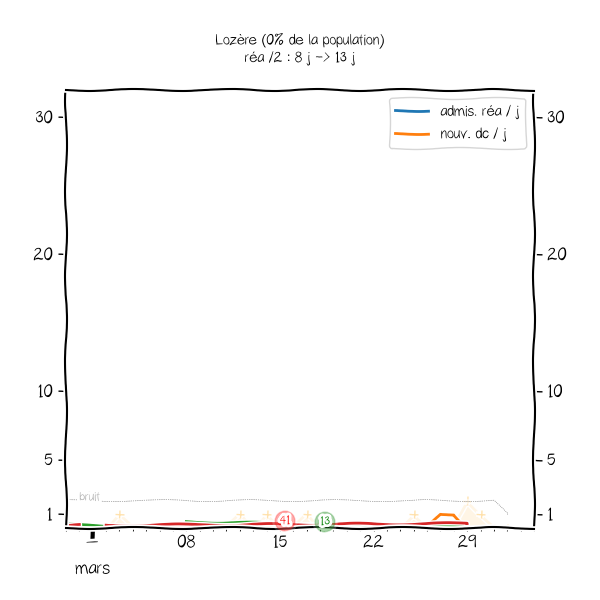 Lozère (0% de la population)
réa /2 : 8 j -> 13 j
admis. réa / j
nouv. dc / j
30
30
20
20
10
10
5
5
bruit
1
1
41
13
1
08
15
22
29
mars